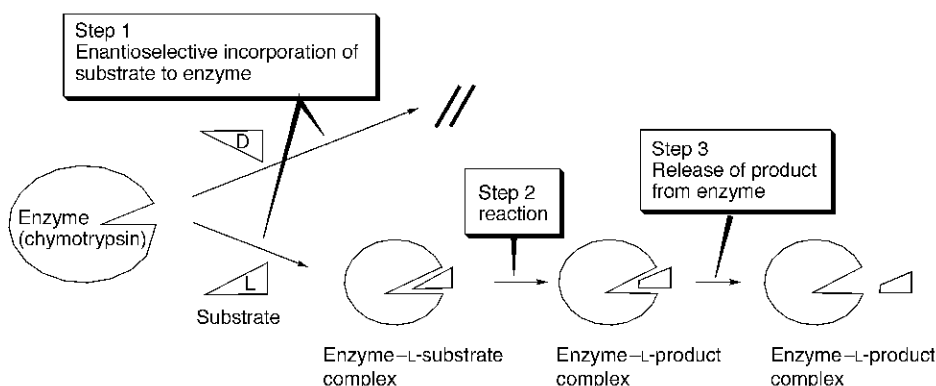 Step 1
Enantioselective incorporation of
substrate to enzyme
D
Enzyme
(chymotrypsin)
L
Substrate
Step 2
reaction
Step 3
Release of product
from enzyme
Enzyme–L-substrate
complex
Enzyme–L-product
complex
Enzyme–L-product
complex